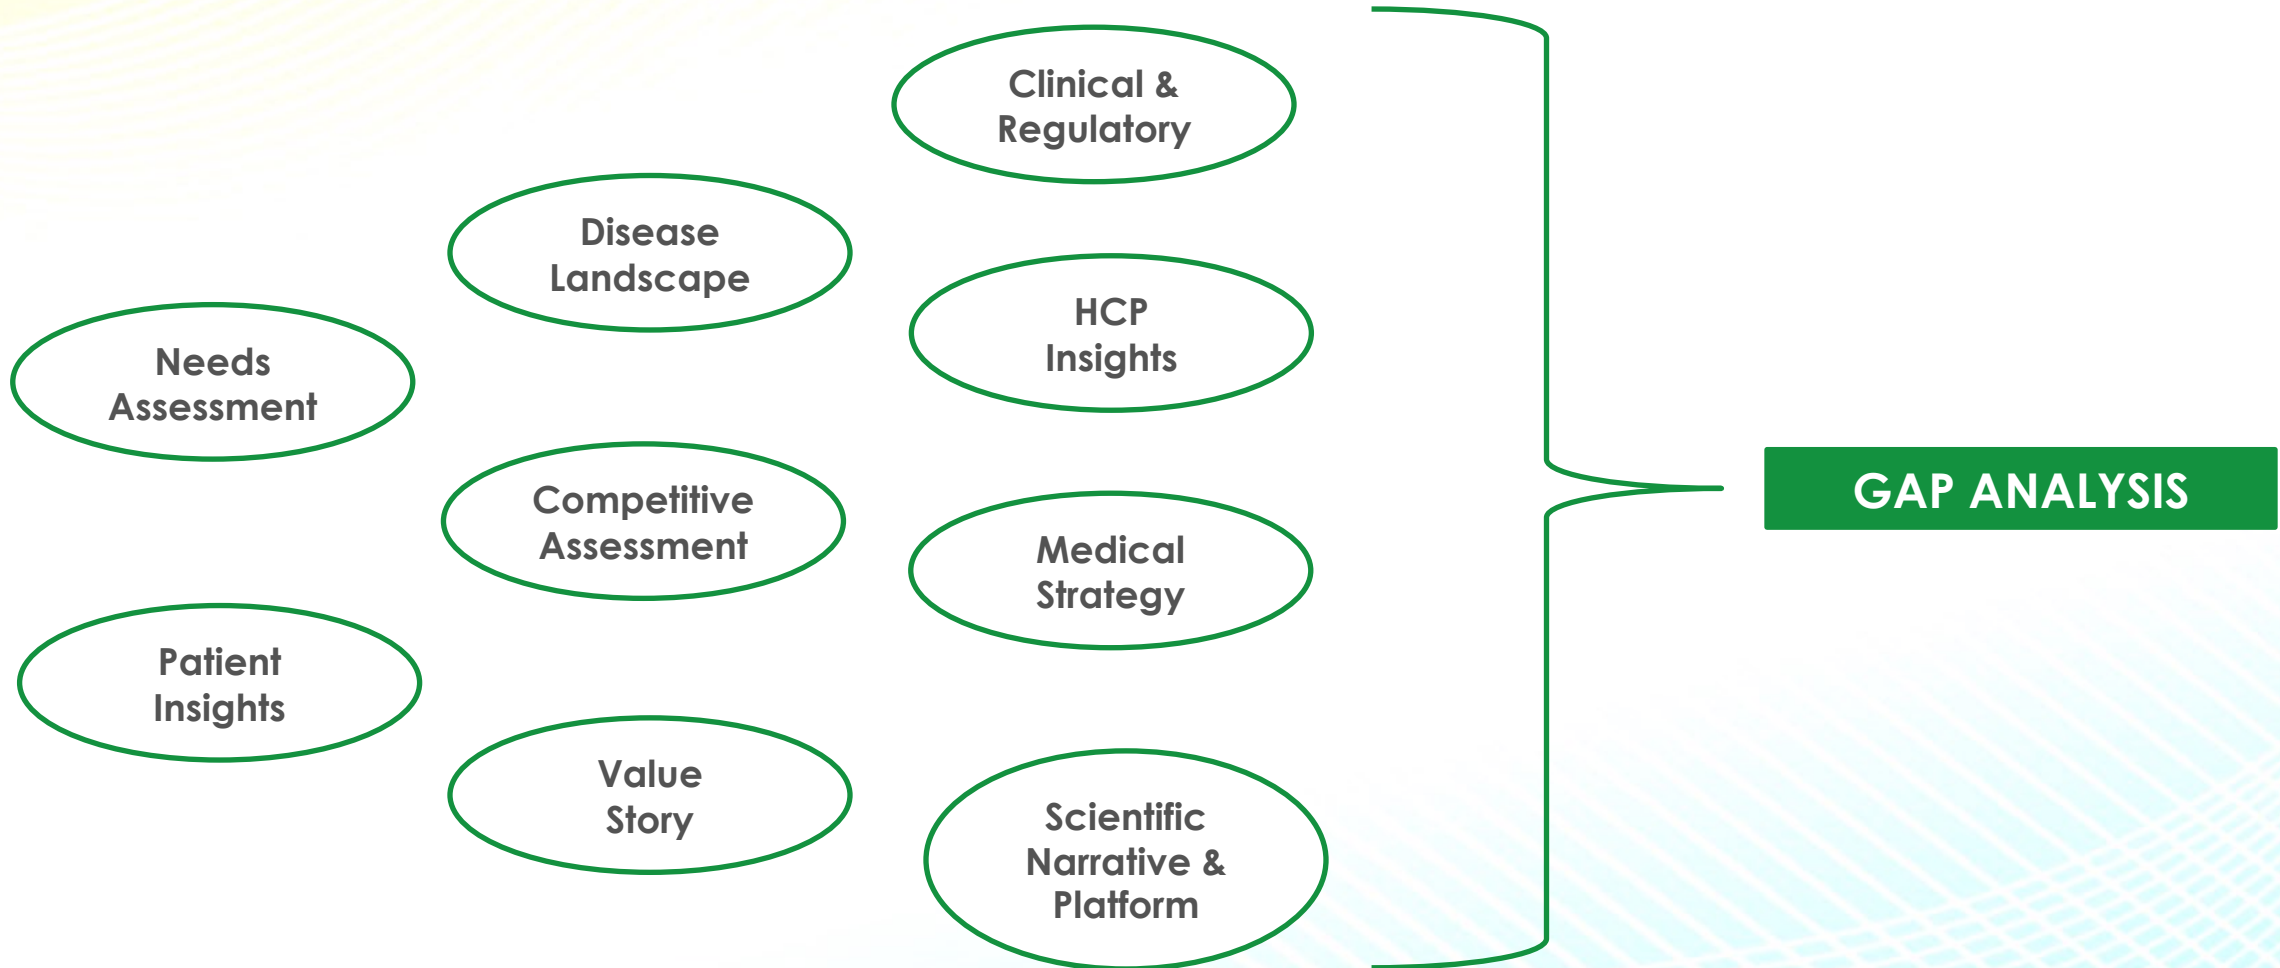 Needs
Assessment
Patient
Insights
Disease
Landscape
Competitive
Assessment
Value
Story
Clinical &
Regulatory
HCP
Insights
Medical
Strategy
Scientific
Narrative &
Platform
GAP ANALYSIS